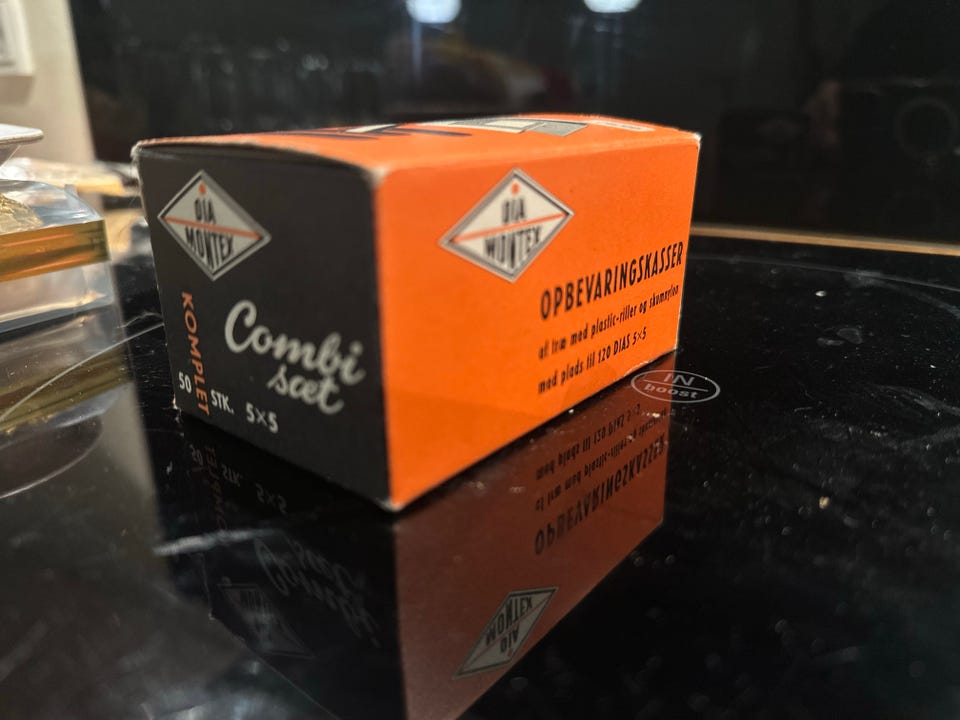 DIA
MONTEX
KOMPLET
Combi
sæt
50 STK. 5×5
DIA
MONTEX
OPBEVARINGSKASSER
af træ med plastic-riller og skumnylon
med plads til 120 DIAS 5×5
IN
boost